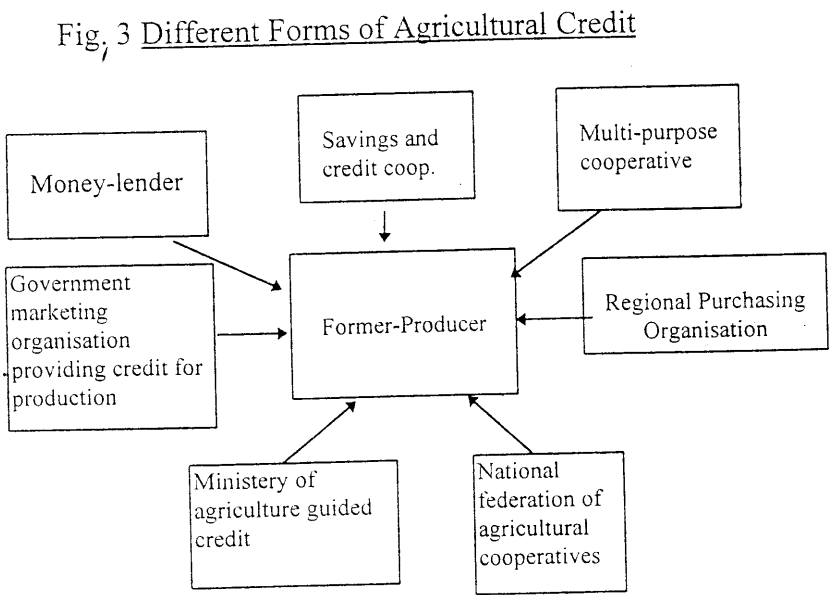 Fig. 3 Different Forms of Agricultural Credit
Money-lender
Savings and
credit coop.
Multi-purpose
cooperative
Government
marketing
organisation
providing credit for
production
Former-Producer
Regional Purchasing
Organisation
Ministery of
agriculture guided
credit
National
federation of
agricultural
cooperatives